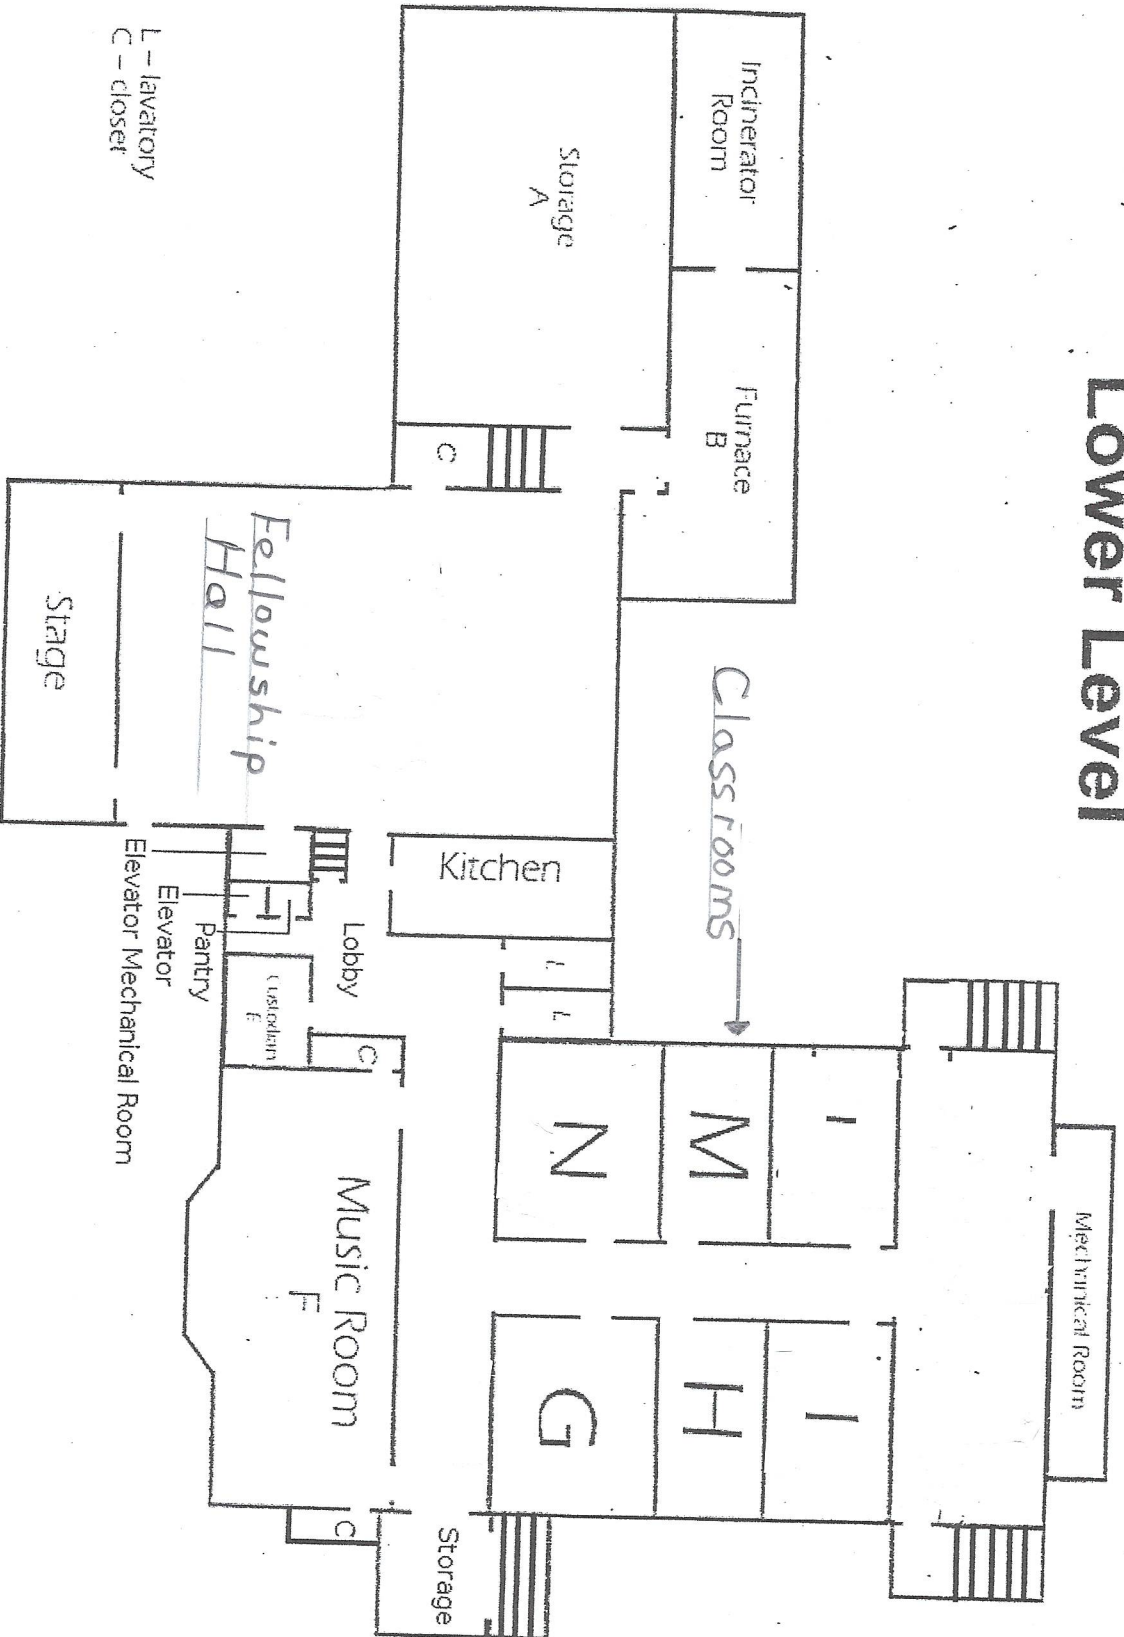 Lower Level
Mechanical Room
Incinerator
Room
Furnace
B
Classrooms
I
M
H
N
G
Storage
A
C
Kitchen
L
L
Storage
Lobby
C
Music Room
F
C
Fellowship
Hall
Custodian
E
Pantry
Elevator
Elevator Mechanical Room
Stage
L – lavatory
C – closet